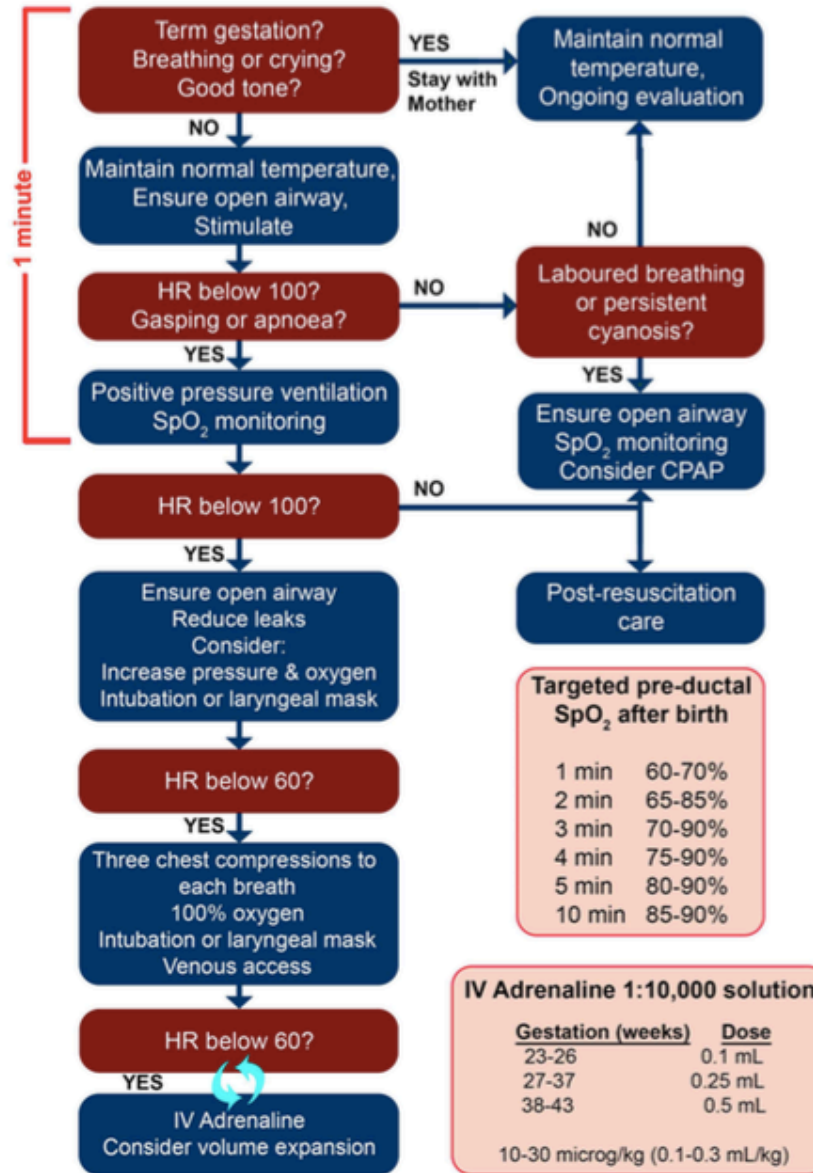 1 minute
Term gestation?
Breathing or crying?
Good tone?
YES
Stay with
Mother
Maintain normal
temperature,
Ongoing evaluation
NO
Maintain normal temperature,
Ensure open airway,
Stimulate
NO
HR below 100?
Gasping or apnoea?
NO
Laboured breathing
or persistent
cyanosis?
YES
YES
Positive pressure ventilation
SpO₂ monitoring
Ensure open airway
SpO₂ monitoring
Consider CPAP
HR below 100?
NO
YES
Post-resuscitation
care
Ensure open airway
Reduce leaks
Consider:
Increase pressure & oxygen
Intubation or laryngeal mask
HR below 60?
YES
Three chest compressions to
each breath
100% oxygen
Intubation or laryngeal mask
Venous access
HR below 60?
YES
IV Adrenaline
Consider volume expansion
Targeted pre-ductal
SpO₂ after birth
1 min 60-70%
2 min 65-85%
3 min 70-90%
4 min 75-90%
5 min 80-90%
10 min 85-90%
IV Adrenaline 1:10,000 solution
Gestation (weeks) Dose
23-26 0.1 mL
27-37 0.25 mL
38-43 0.5 mL
10-30 microg/kg (0.1-0.3 mL/kg)